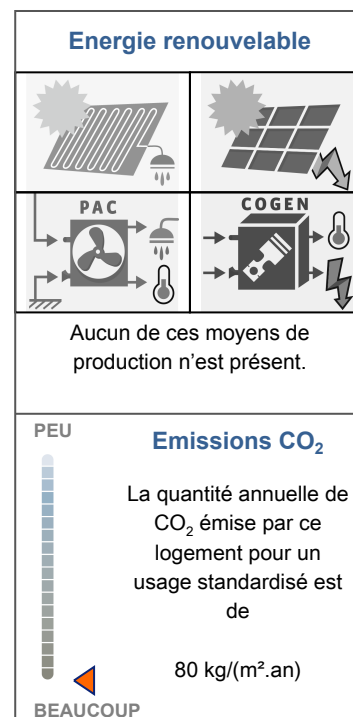 Energie renouvelable
PAC
COGEN
Aucun de ces moyens de
production n'est présent.
PEU
Emissions CO₂
La quantité annuelle de
CO₂ émise par ce
logement pour un
usage standardisé est
de
80 kg/(m².an)
BEAUCOUP